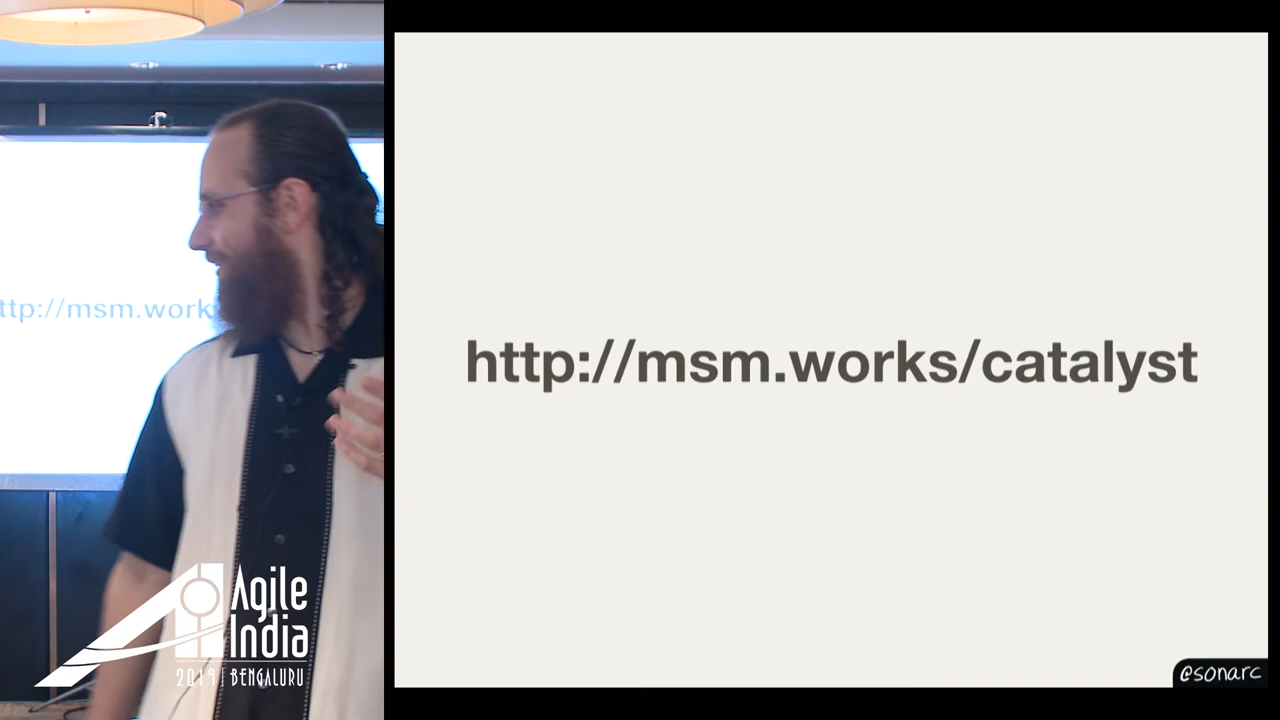 ttp://msm.work
Agile
India
2019 | BENGALURU
http://msm.works/catalyst
@sonarc